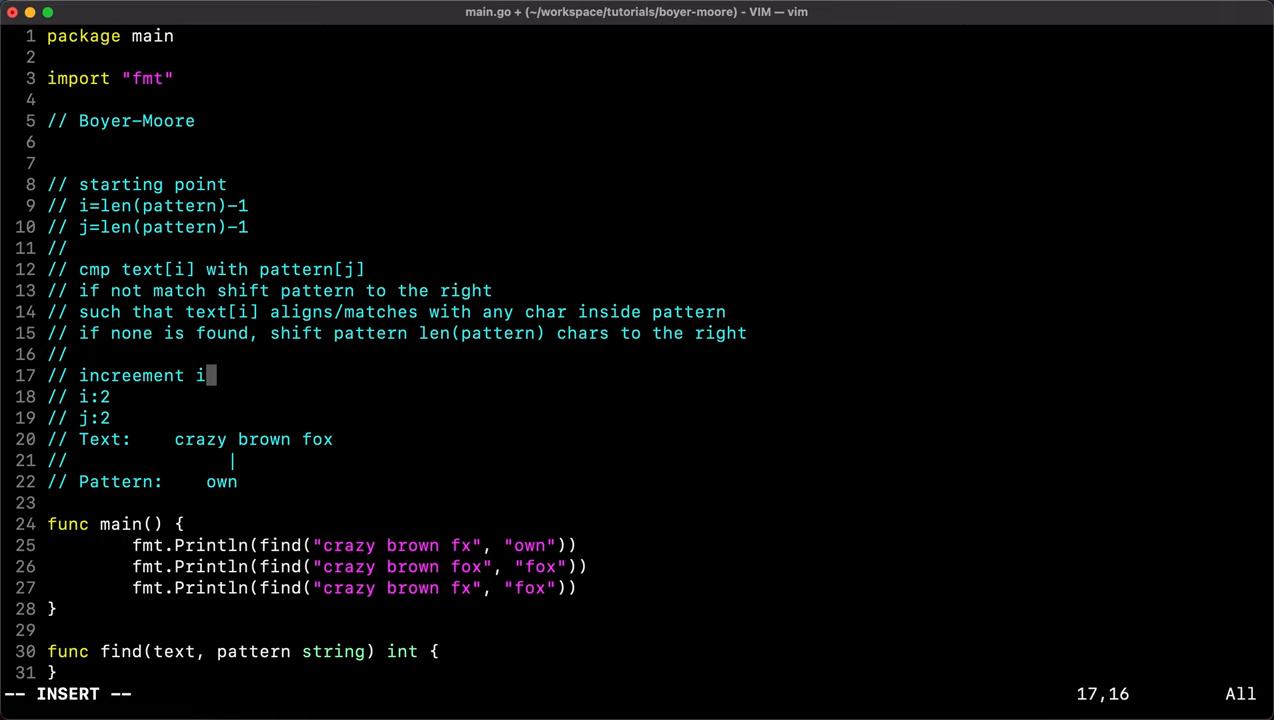 main.go + (~/workspace/tutorials/boyer-moore) - VIM — vim
1 package main
2
3 import "fmt"
4
5 // Boyer-Moore
6
7
8 // starting point
9 // i=len(pattern)-1
10 // j=len(pattern)-1
11 //
12 // cmp text[i] with pattern[j]
13 // if not match shift pattern to the right
14 // such that text[i] aligns/matches with any char inside pattern
15 // if none is found, shift pattern len(pattern) chars to the right
16 //
17 // increement i
18 // i:2
19 // j:2
20 // Text:    crazy brown fox
21 //               |
22 // Pattern:    own
23
24 func main() {
25         fmt.Println(find("crazy brown fx", "own"))
26         fmt.Println(find("crazy brown fox", "fox"))
27         fmt.Println(find("crazy brown fx", "fox"))
28 }
29
30 func find(text, pattern string) int {
31 }
-- INSERT -- 17,16 All